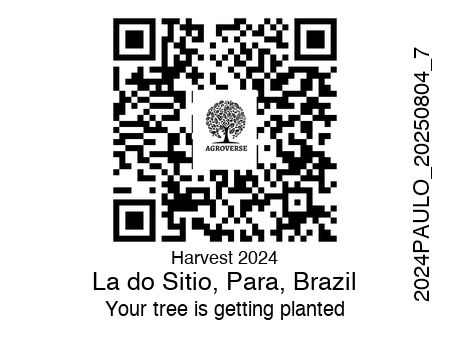 AGROVERSE
Harvest 2024
La do Sitio, Para, Brazil
Your tree is getting planted
2024PAULO_20250804_7